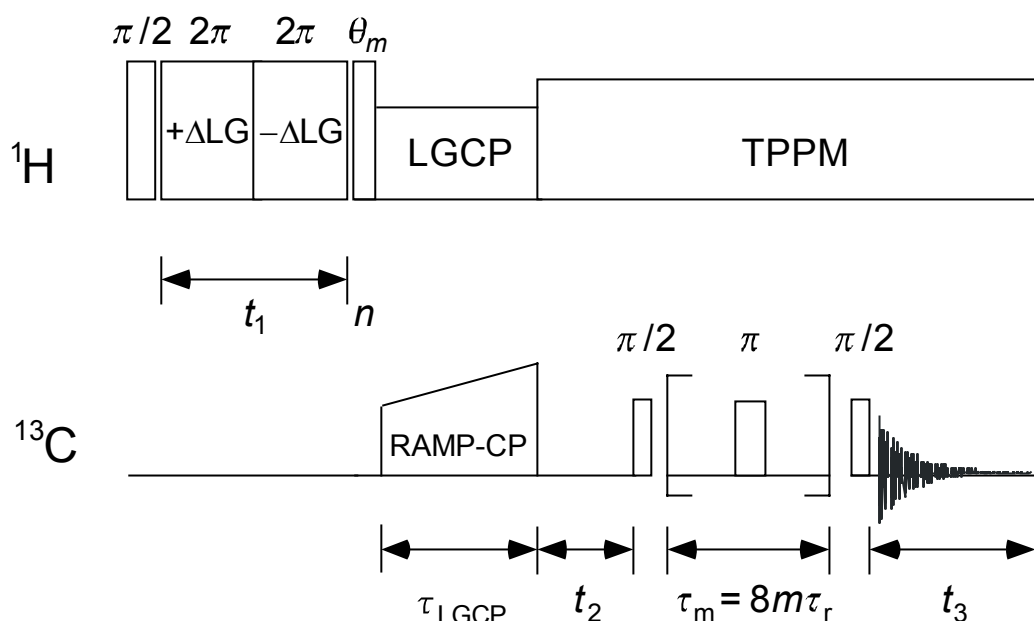 π/2 2π 2π θm
¹H +ΔLG −ΔLG LGCP TPPM
t₁ n
π/2 π π/2
¹³C RAMP-CP
τLGCP t₂ τm = 8mτr t₃